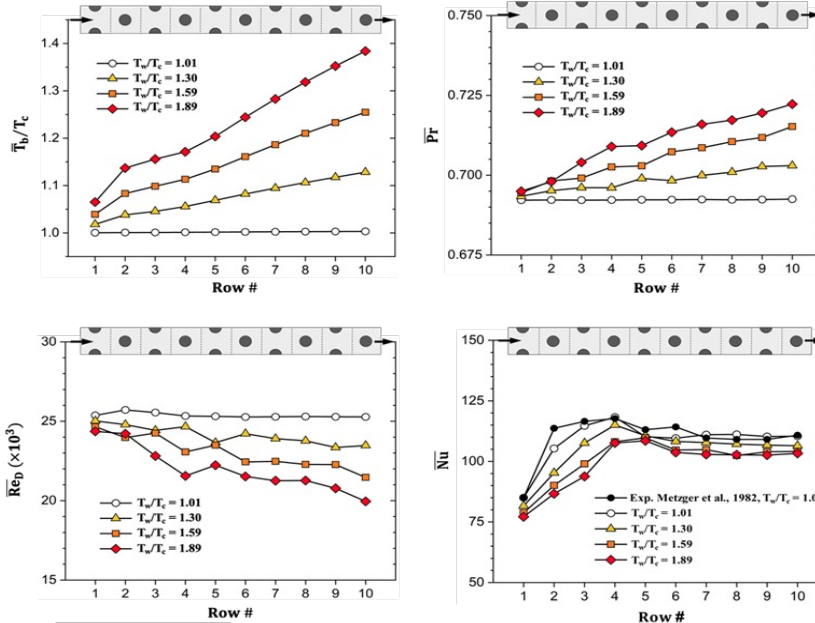 1.4
1.3
1.2
1.1
1.0
T̅b/Tc
Tw/Tc = 1.01
Tw/Tc = 1.30
Tw/Tc = 1.59
Tw/Tc = 1.89
1 2 3 4 5 6 7 8 9 10
Row #
0.750
0.725
0.700
0.675
P̅r̅
Tw/Tc = 1.01
Tw/Tc = 1.30
Tw/Tc = 1.59
Tw/Tc = 1.89
1 2 3 4 5 6 7 8 9 10
Row #
30
25
20
15
R̅e̅D (×10³)
Tw/Tc = 1.01
Tw/Tc = 1.30
Tw/Tc = 1.59
Tw/Tc = 1.89
1 2 3 4 5 6 7 8 9 10
Row #
150
125
100
75
50
N̅u̅
Exp. Metzger et al., 1982, Tw/Tc = 1.0
Tw/Tc = 1.01
Tw/Tc = 1.30
Tw/Tc = 1.59
Tw/Tc = 1.89
1 2 3 4 5 6 7 8 9 10
Row #